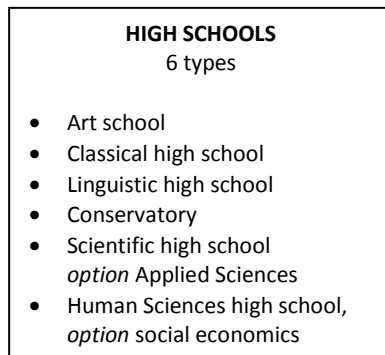 HIGH SCHOOLS
6 types
• Art school
• Classical high school
• Linguistic high school
• Conservatory
• Scientific high school
option Applied Sciences
• Human Sciences high school,
option social economics